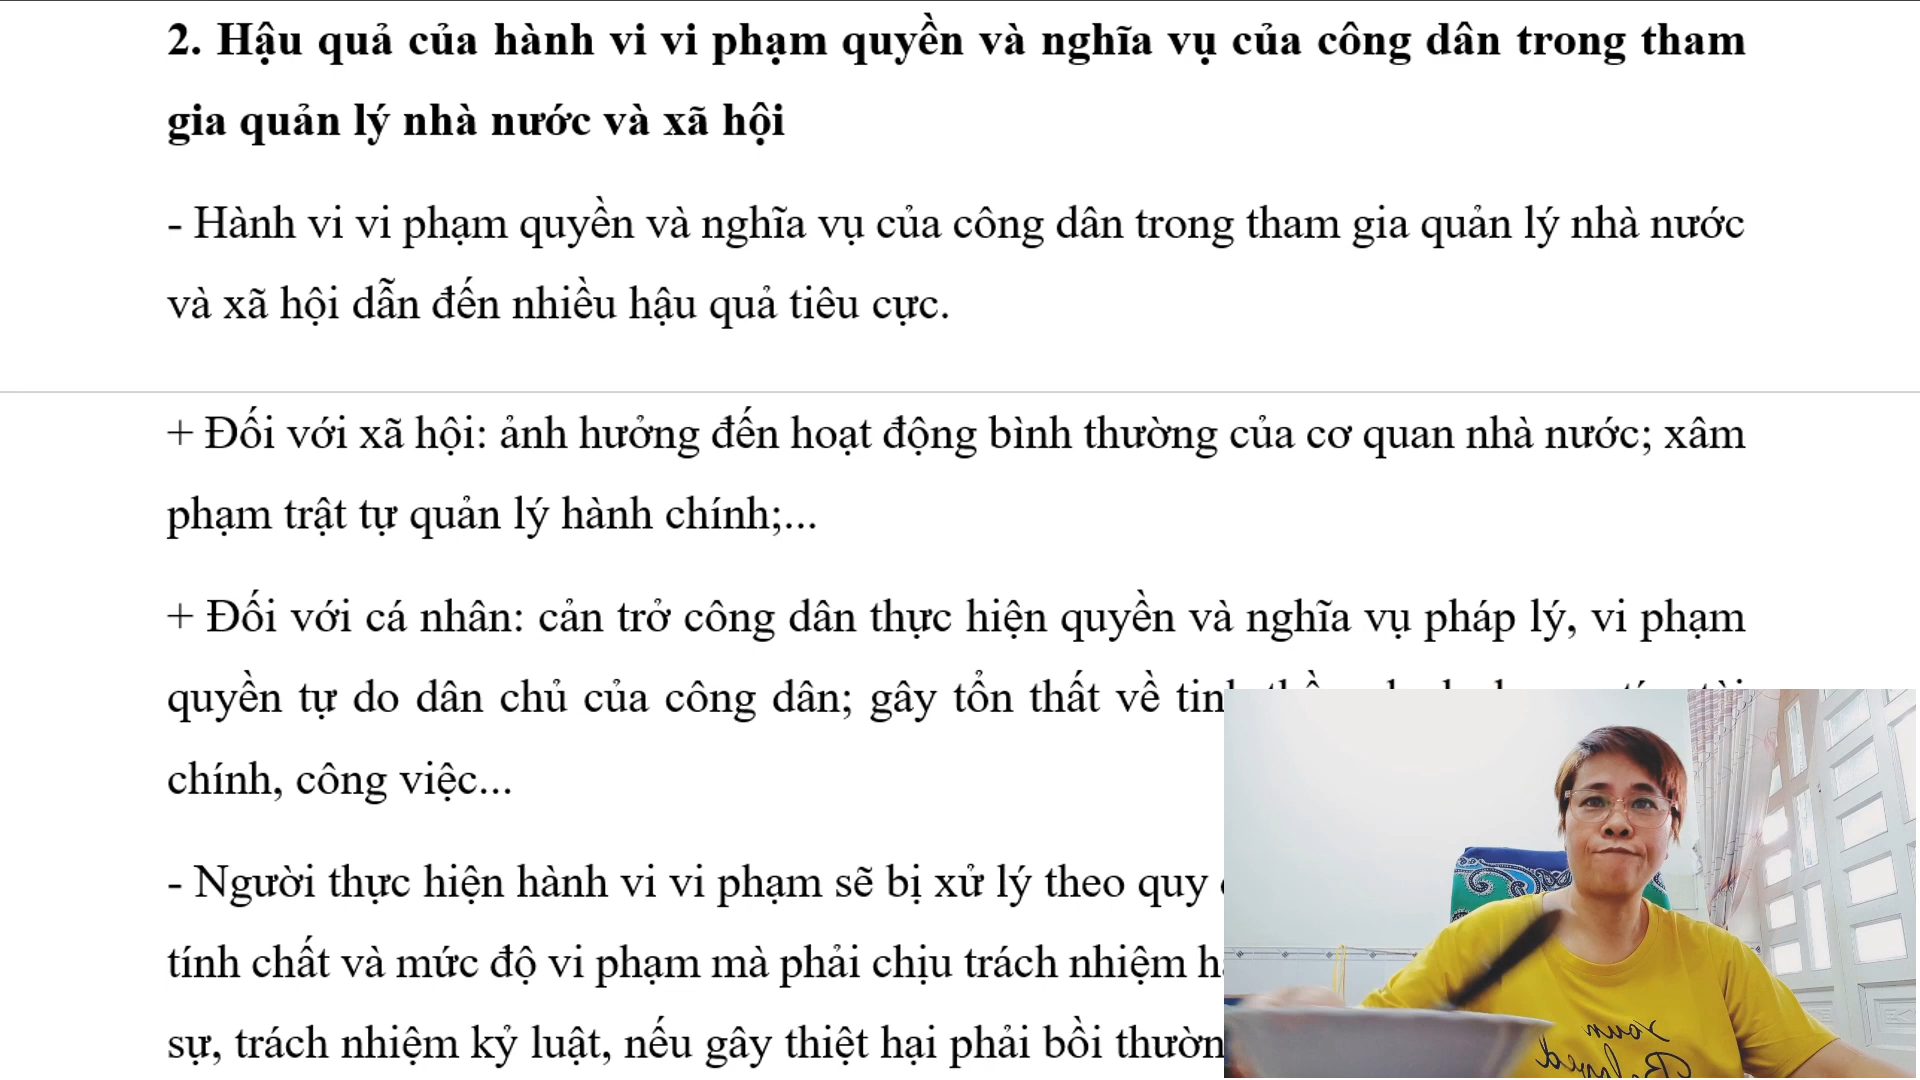 2. Hậu quả của hành vi vi phạm quyền và nghĩa vụ của công dân trong tham
gia quản lý nhà nước và xã hội
- Hành vi vi phạm quyền và nghĩa vụ của công dân trong tham gia quản lý nhà nước
và xã hội dẫn đến nhiều hậu quả tiêu cực.
+ Đối với xã hội: ảnh hưởng đến hoạt động bình thường của cơ quan nhà nước; xâm
phạm trật tự quản lý hành chính;...
+ Đối với cá nhân: cản trở công dân thực hiện quyền và nghĩa vụ pháp lý, vi phạm
quyền tự do dân chủ của công dân; gây tổn thất về
chính, công việc...
- Người thực hiện hành vi vi phạm sẽ bị xử lý theo quy
tính chất và mức độ vi phạm mà phải chịu trách nhiệm
sự, trách nhiệm kỷ luật, nếu gây thiệt hại phải bồi